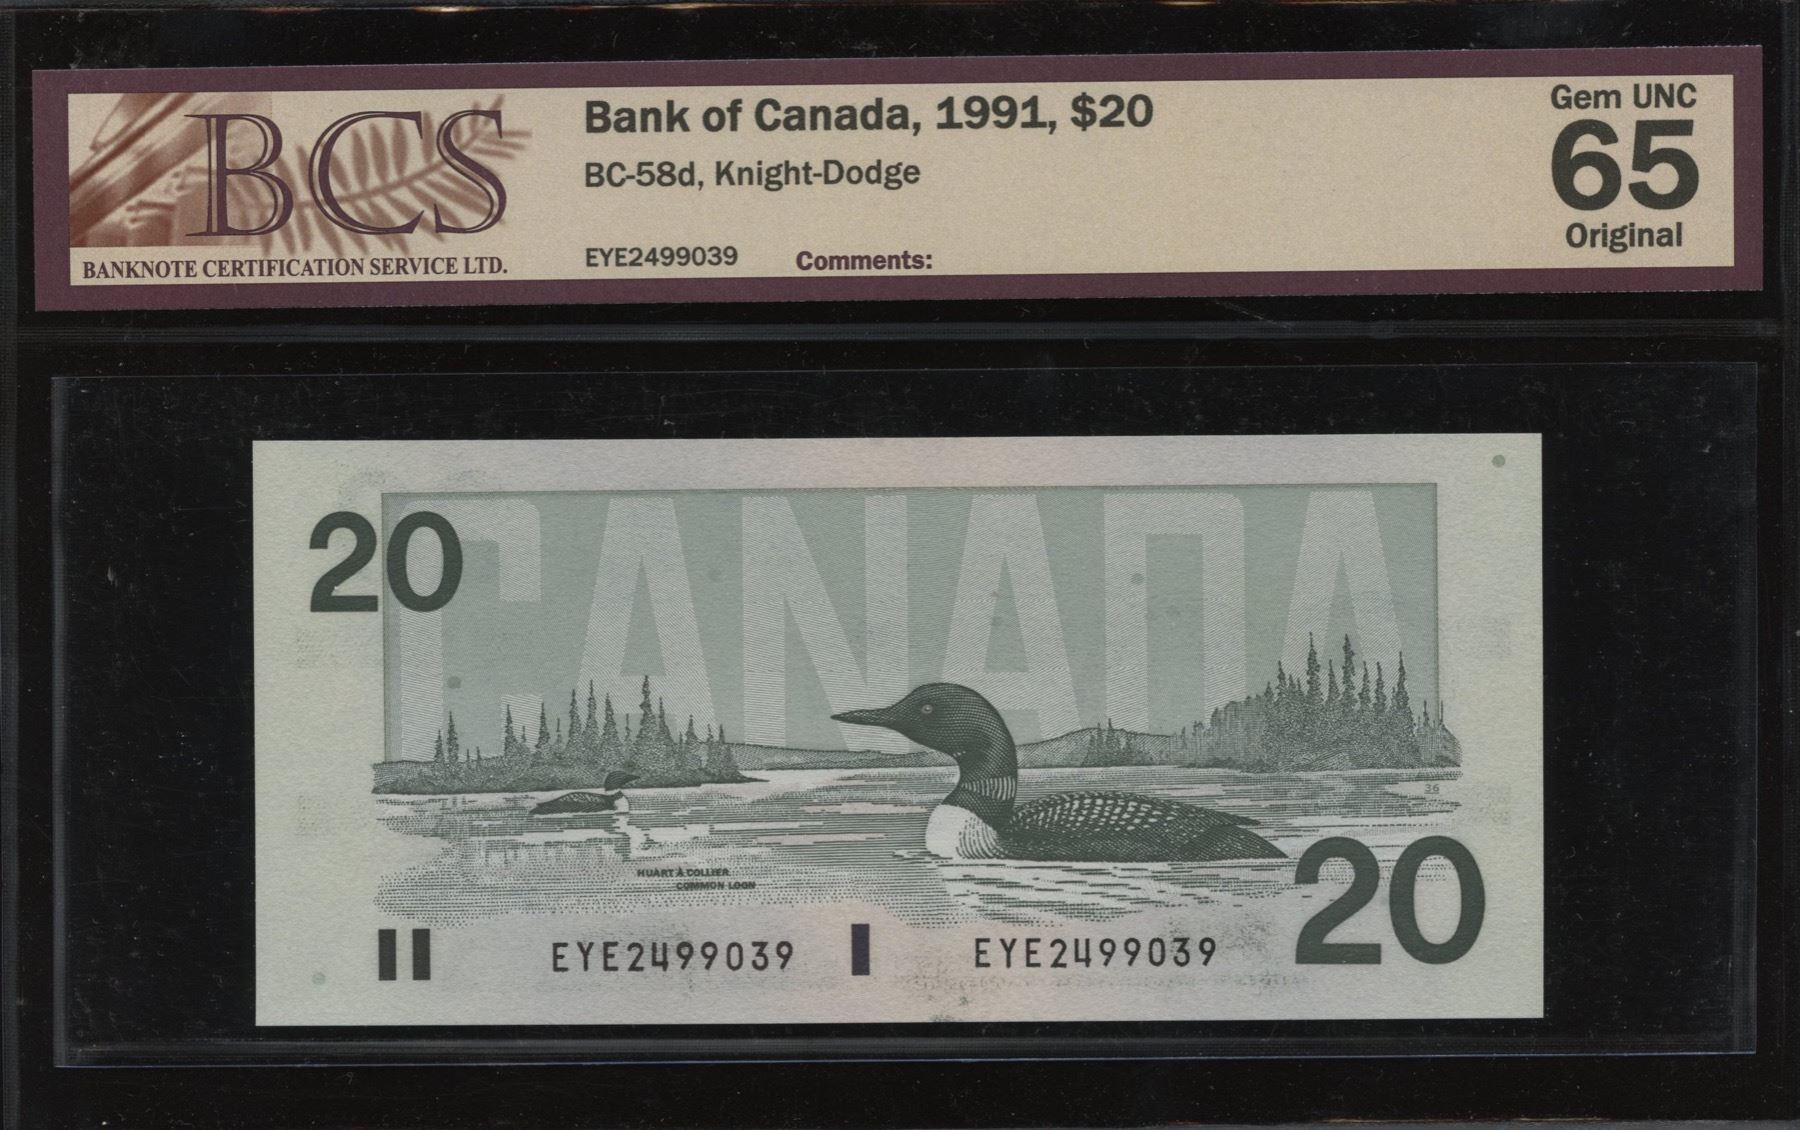 BCS
BANKNOTE CERTIFICATION SERVICE LTD.
Bank of Canada, 1991, $20
BC-58d, Knight-Dodge
EYE2499039 Comments:
Gem UNC
65
Original
CANADA
20
36
HUART À COLLIER
COMMON LOON
20
EYE2499039 EYE2499039